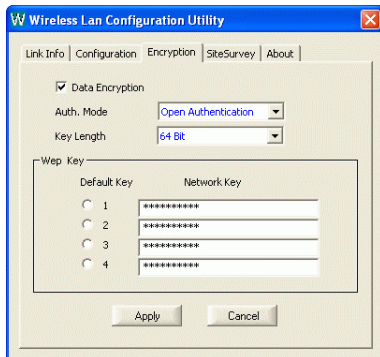 W Wireless Lan Configuration Utility
Link Info Configuration Encryption SiteSurvey About
Data Encryption
Auth. Mode Open Authentication
Key Length 64 Bit
Wep Key
Default Key Network Key
1 **********
2 **********
3 **********
4 **********
Apply Cancel